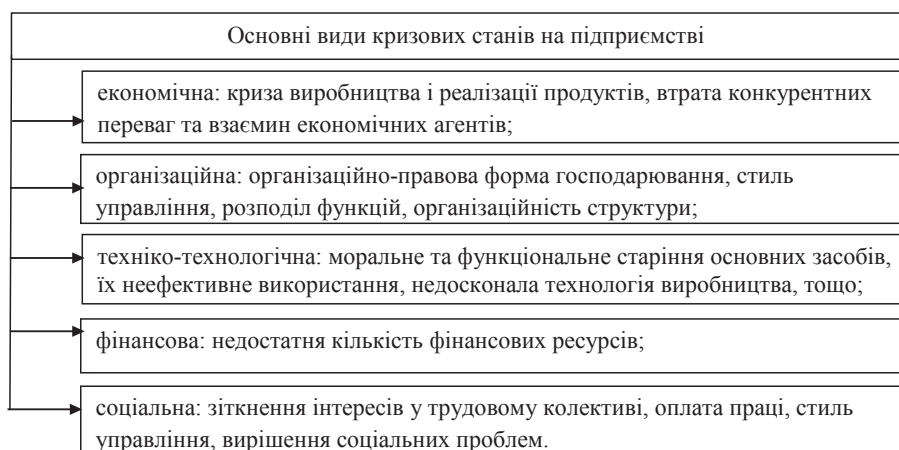 Основні види кризових станів на підприємстві
економічна: криза виробництва і реалізації продуктів, втрата конкурентних
переваг та взаємин економічних агентів;
організаційна: організаційно-правова форма господарювання, стиль
управління, розподіл функцій, організаційність структури;
техніко-технологічна: моральне та функціональне старіння основних засобів,
їх неефективне використання, недосконала технологія виробництва, тощо;
фінансова: недостатня кількість фінансових ресурсів;
соціальна: зіткнення інтересів у трудовому колективі, оплата праці, стиль
управління, вирішення соціальних проблем.